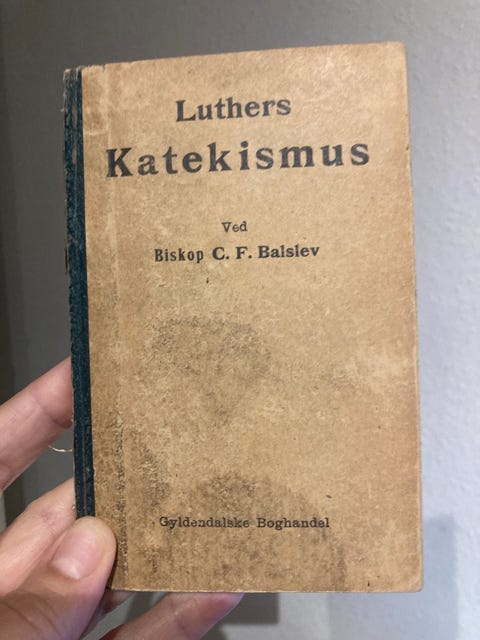 Luthers
Katekismus
Ved
Biskop C. F. Balslev
Gyldendalske Boghandel